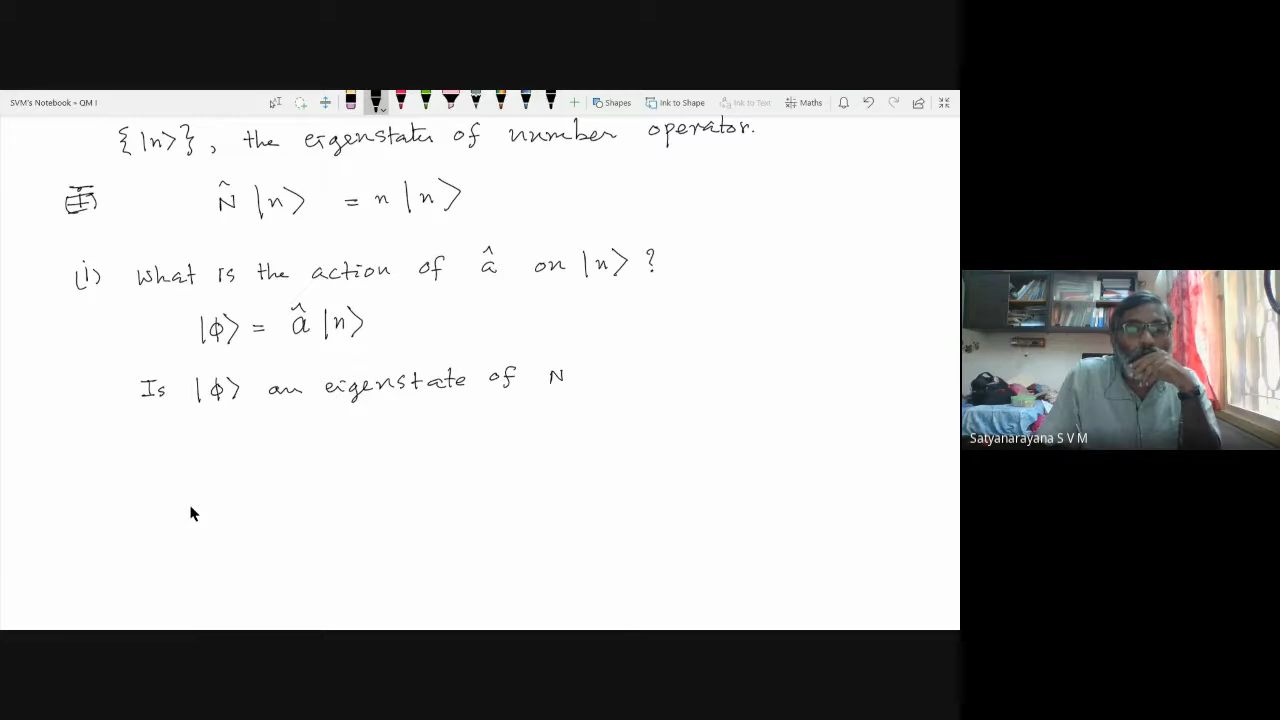 SVM's Notebook » QM I
Shapes
Ink to Shape
Ink to Text
Maths
{|n⟩}, the eigenstates of number operator.
N̂ |n⟩ = n |n⟩
(i) What is the action of â on |n⟩ ?
|ϕ⟩ = â |n⟩
Is |ϕ⟩ an eigenstate of N
Satyanarayana S V M